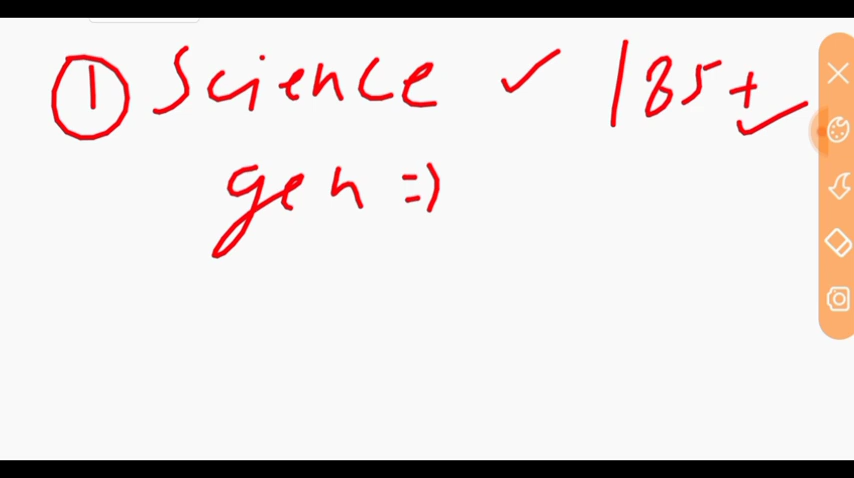 ① Science ✓ 185+ ✓
gen =>